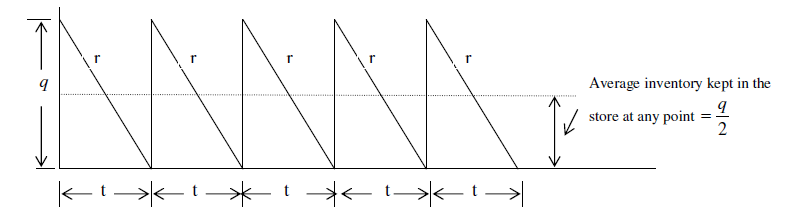 r r r r r
q
Average inventory kept in the
store at any point = q/2
t t t t t